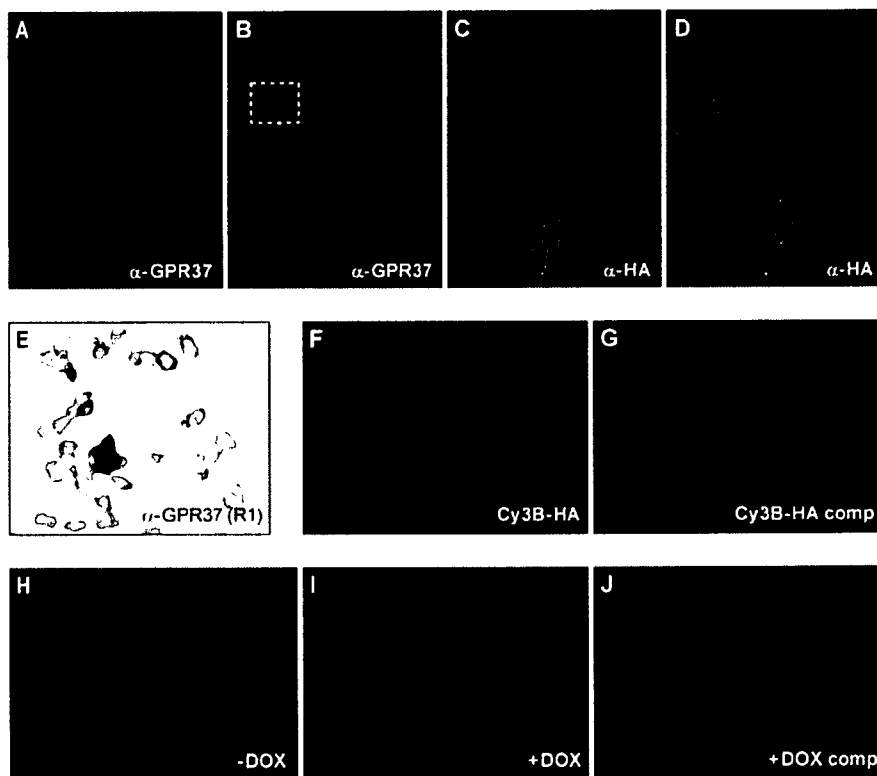 A
α-GPR37
B
α-GPR37
C
α-HA
D
α-HA
E
α-GPR37 (R1)
F
Cy3B-HA
G
Cy3B-HA comp
H
-DOX
I
+DOX
J
+DOX comp